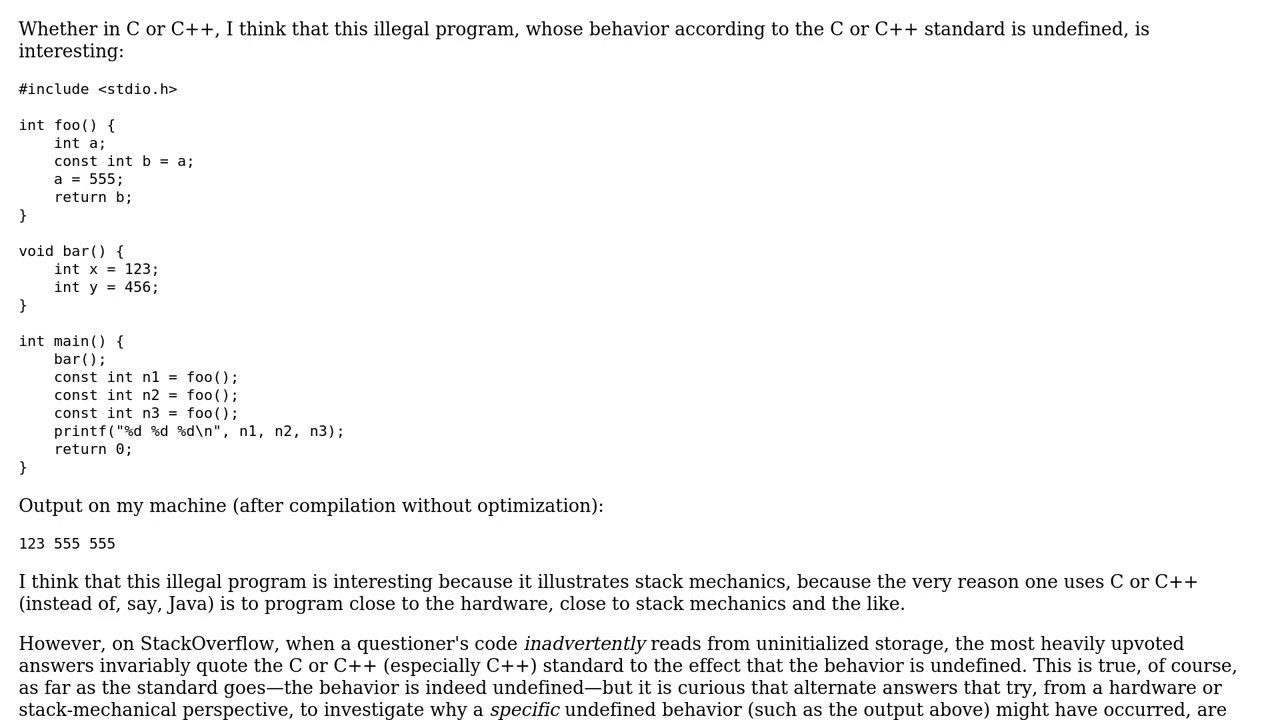 Whether in C or C++, I think that this illegal program, whose behavior according to the C or C++ standard is undefined, is
interesting:
#include <stdio.h>
int foo() {
    int a;
    const int b = a;
    a = 555;
    return b;
}
void bar() {
    int x = 123;
    int y = 456;
}
int main() {
    bar();
    const int n1 = foo();
    const int n2 = foo();
    const int n3 = foo();
    printf("%d %d %d\n", n1, n2, n3);
    return 0;
}
Output on my machine (after compilation without optimization):
123 555 555
I think that this illegal program is interesting because it illustrates stack mechanics, because the very reason one uses C or C++
(instead of, say, Java) is to program close to the hardware, close to stack mechanics and the like.
However, on StackOverflow, when a questioner's code inadvertently reads from uninitialized storage, the most heavily upvoted
answers invariably quote the C or C++ (especially C++) standard to the effect that the behavior is undefined. This is true, of course,
as far as the standard goes—the behavior is indeed undefined—but it is curious that alternate answers that try, from a hardware or
stack-mechanical perspective, to investigate why a specific undefined behavior (such as the output above) might have occurred, are